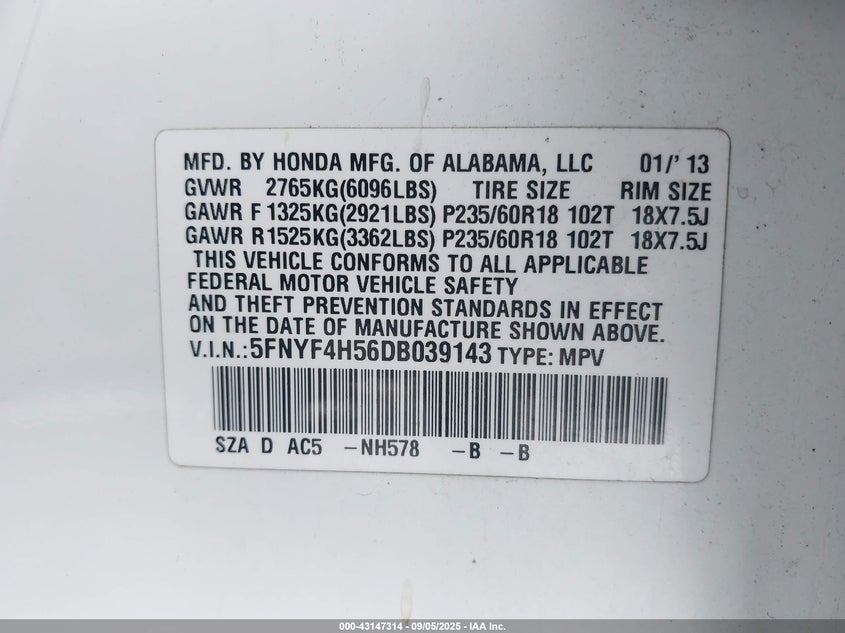 MFD. BY HONDA MFG. OF ALABAMA, LLC 01/' 13
GVWR 2765KG(6096LBS) TIRE SIZE RIM SIZE
GAWR F 1325KG(2921LBS) P235/60R18 102T 18X7.5J
GAWR R 1525KG(3362LBS) P235/60R18 102T 18X7.5J
THIS VEHICLE CONFORMS TO ALL APPLICABLE
FEDERAL MOTOR VEHICLE SAFETY
AND THEFT PREVENTION STANDARDS IN EFFECT
ON THE DATE OF MANUFACTURE SHOWN ABOVE.
V.I.N.:5FNYF4H56DB039143 TYPE: MPV
SZA D AC5 -NH578 -B -B
000-43147314 - 09/05/2025 - IAA Inc.